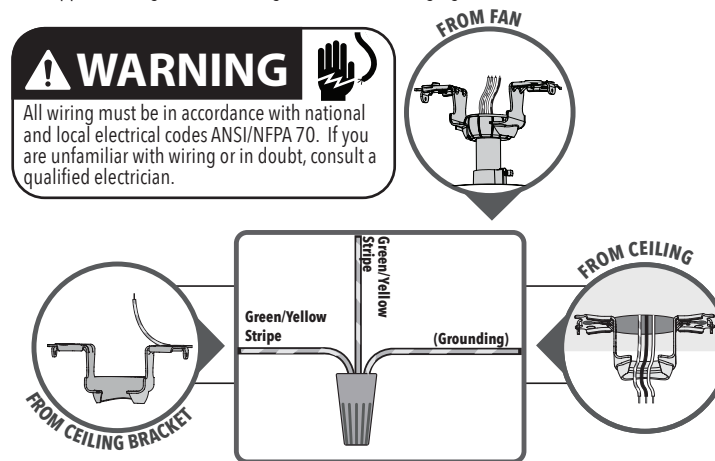 FROM FAN
WARNING
All wiring must be in accordance with national
and local electrical codes ANSI/NFPA 70. If you
are unfamiliar with wiring or in doubt, consult a
qualified electrician.
Green/Yellow
Stripe
Green/Yellow
Stripe
(Grounding)
FROM CEILING
FROM CEILING BRACKET